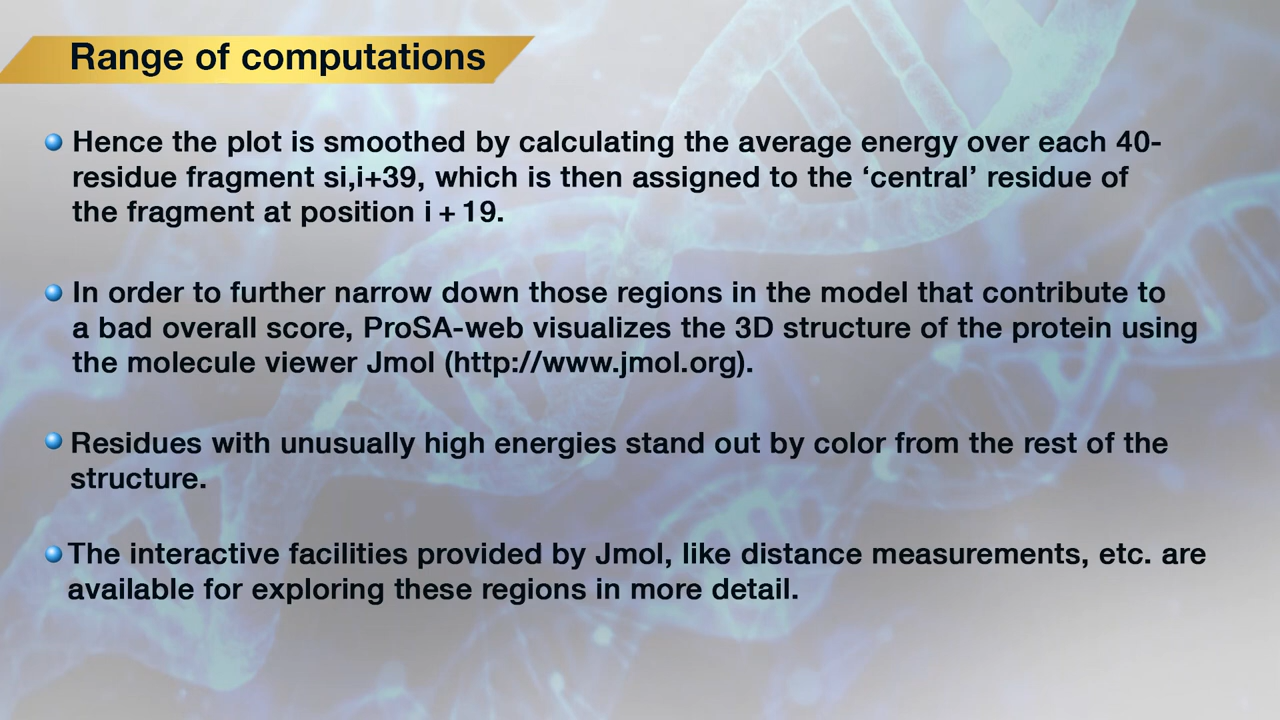 Range of computations
Hence the plot is smoothed by calculating the average energy over each 40-
residue fragment si,i+39, which is then assigned to the ‘central’ residue of
the fragment at position i + 19.
In order to further narrow down those regions in the model that contribute to
a bad overall score, ProSA-web visualizes the 3D structure of the protein using
the molecule viewer Jmol (http://www.jmol.org).
Residues with unusually high energies stand out by color from the rest of the
structure.
The interactive facilities provided by Jmol, like distance measurements, etc. are
available for exploring these regions in more detail.